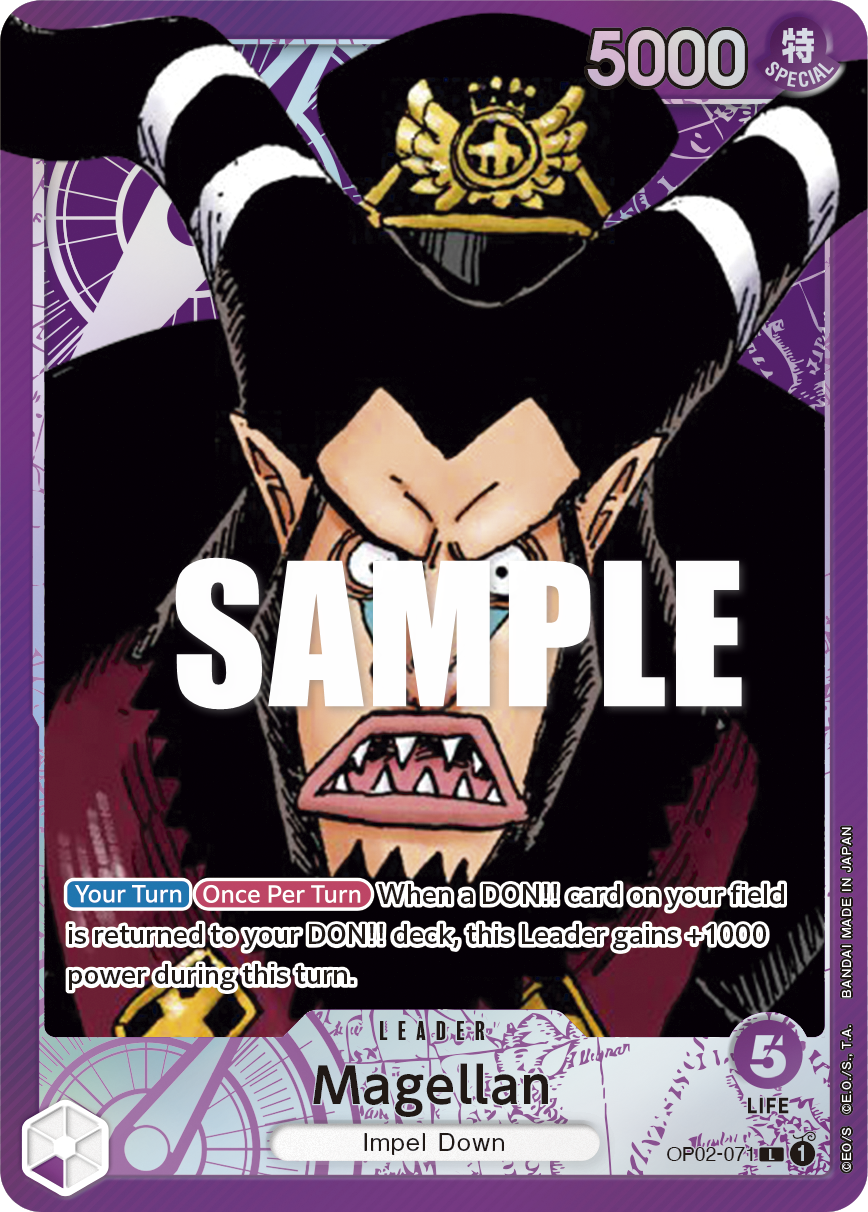 5000
特
SPECIAL
SAMPLE
Your Turn Once Per Turn When a DON!! card on your field
is returned to your DON!! deck, this Leader gains +1000
power during this turn.
LEADER
5
Magellan
LIFE
Impel Down
OP02-071 L 1
©EO/S ©E.O./S., T.A. BANDAI MADE IN JAPAN